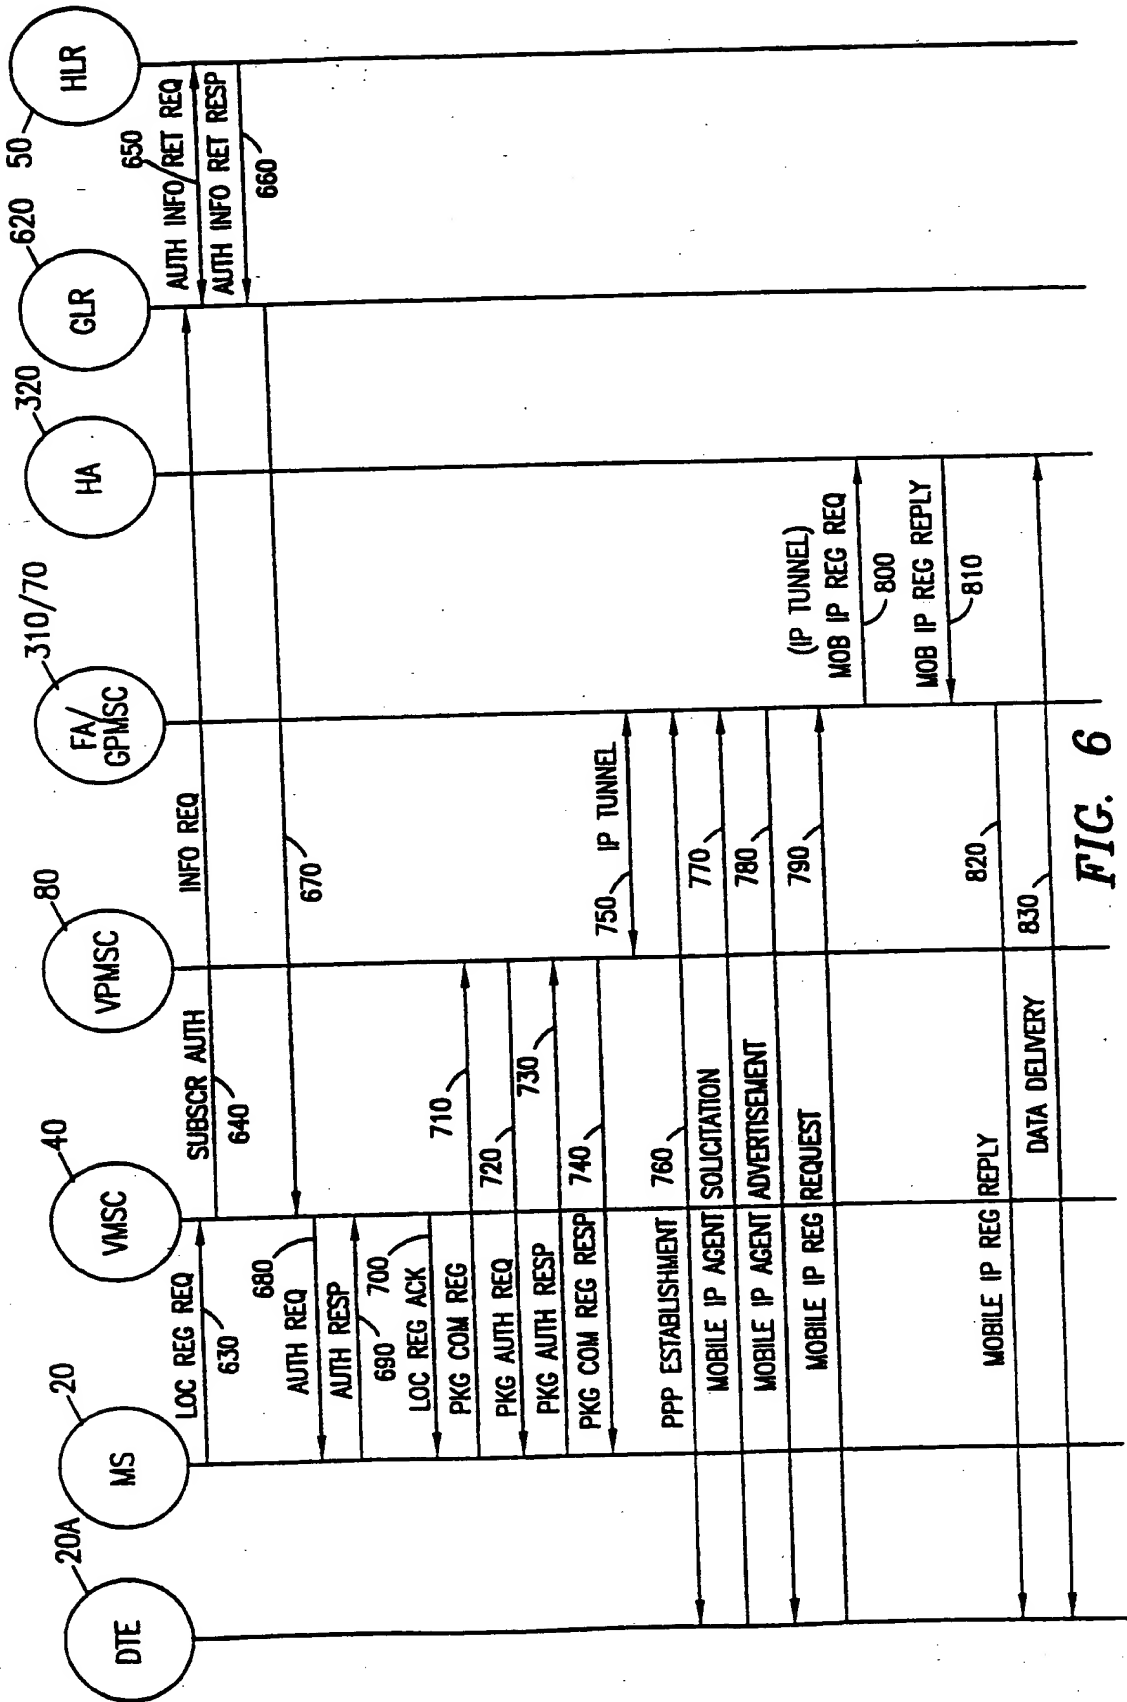 DTE
20A
MS
20
VMSC
40
VPMSC
80
FA/
GPMSC
310/70
HA
320
GLR
620
HLR
50
LOC REG REQ
630
SUBSCR AUTH
INFO REQ
640
AUTH INFO RET REQ
650
AUTH INFO RET RESP
660
670
680
AUTH REQ
AUTH RESP
690
700
LOC REG ACK
PKG COM REG
710
PKG AUTH REQ
720
PKG AUTH RESP
730
PKG COM REG RESP
740
750
IP TUNNEL
PPP ESTABLISHMENT
760
MOBILE IP AGENT SOLICITATION
770
MOBILE IP AGENT ADVERTISEMENT
780
MOBILE IP REG REQUEST
790
(IP TUNNEL)
MOB IP REG REQ
800
MOB IP REG REPLY
810
MOBILE IP REG REPLY
820
DATA DELIVERY
830
FIG. 6